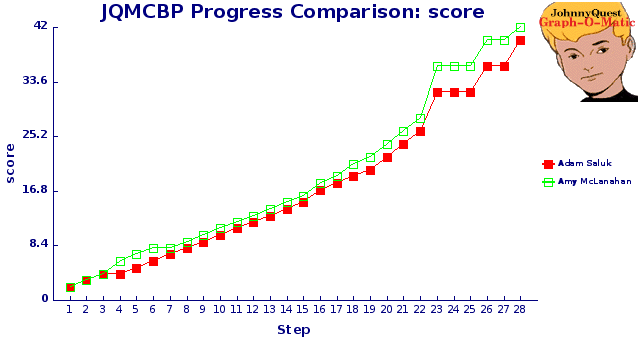 JQMCBP Progress Comparison: score
JohnnyQuest
Graph-O-Matic
42
33.6
25.2
16.8
8.4
0
score
1 2 3 4 5 6 7 8 9 10 11 12 13 14 15 16 17 18 19 20 21 22 23 24 25 26 27 28
Step
Adam Saluk
Amy McLanahan